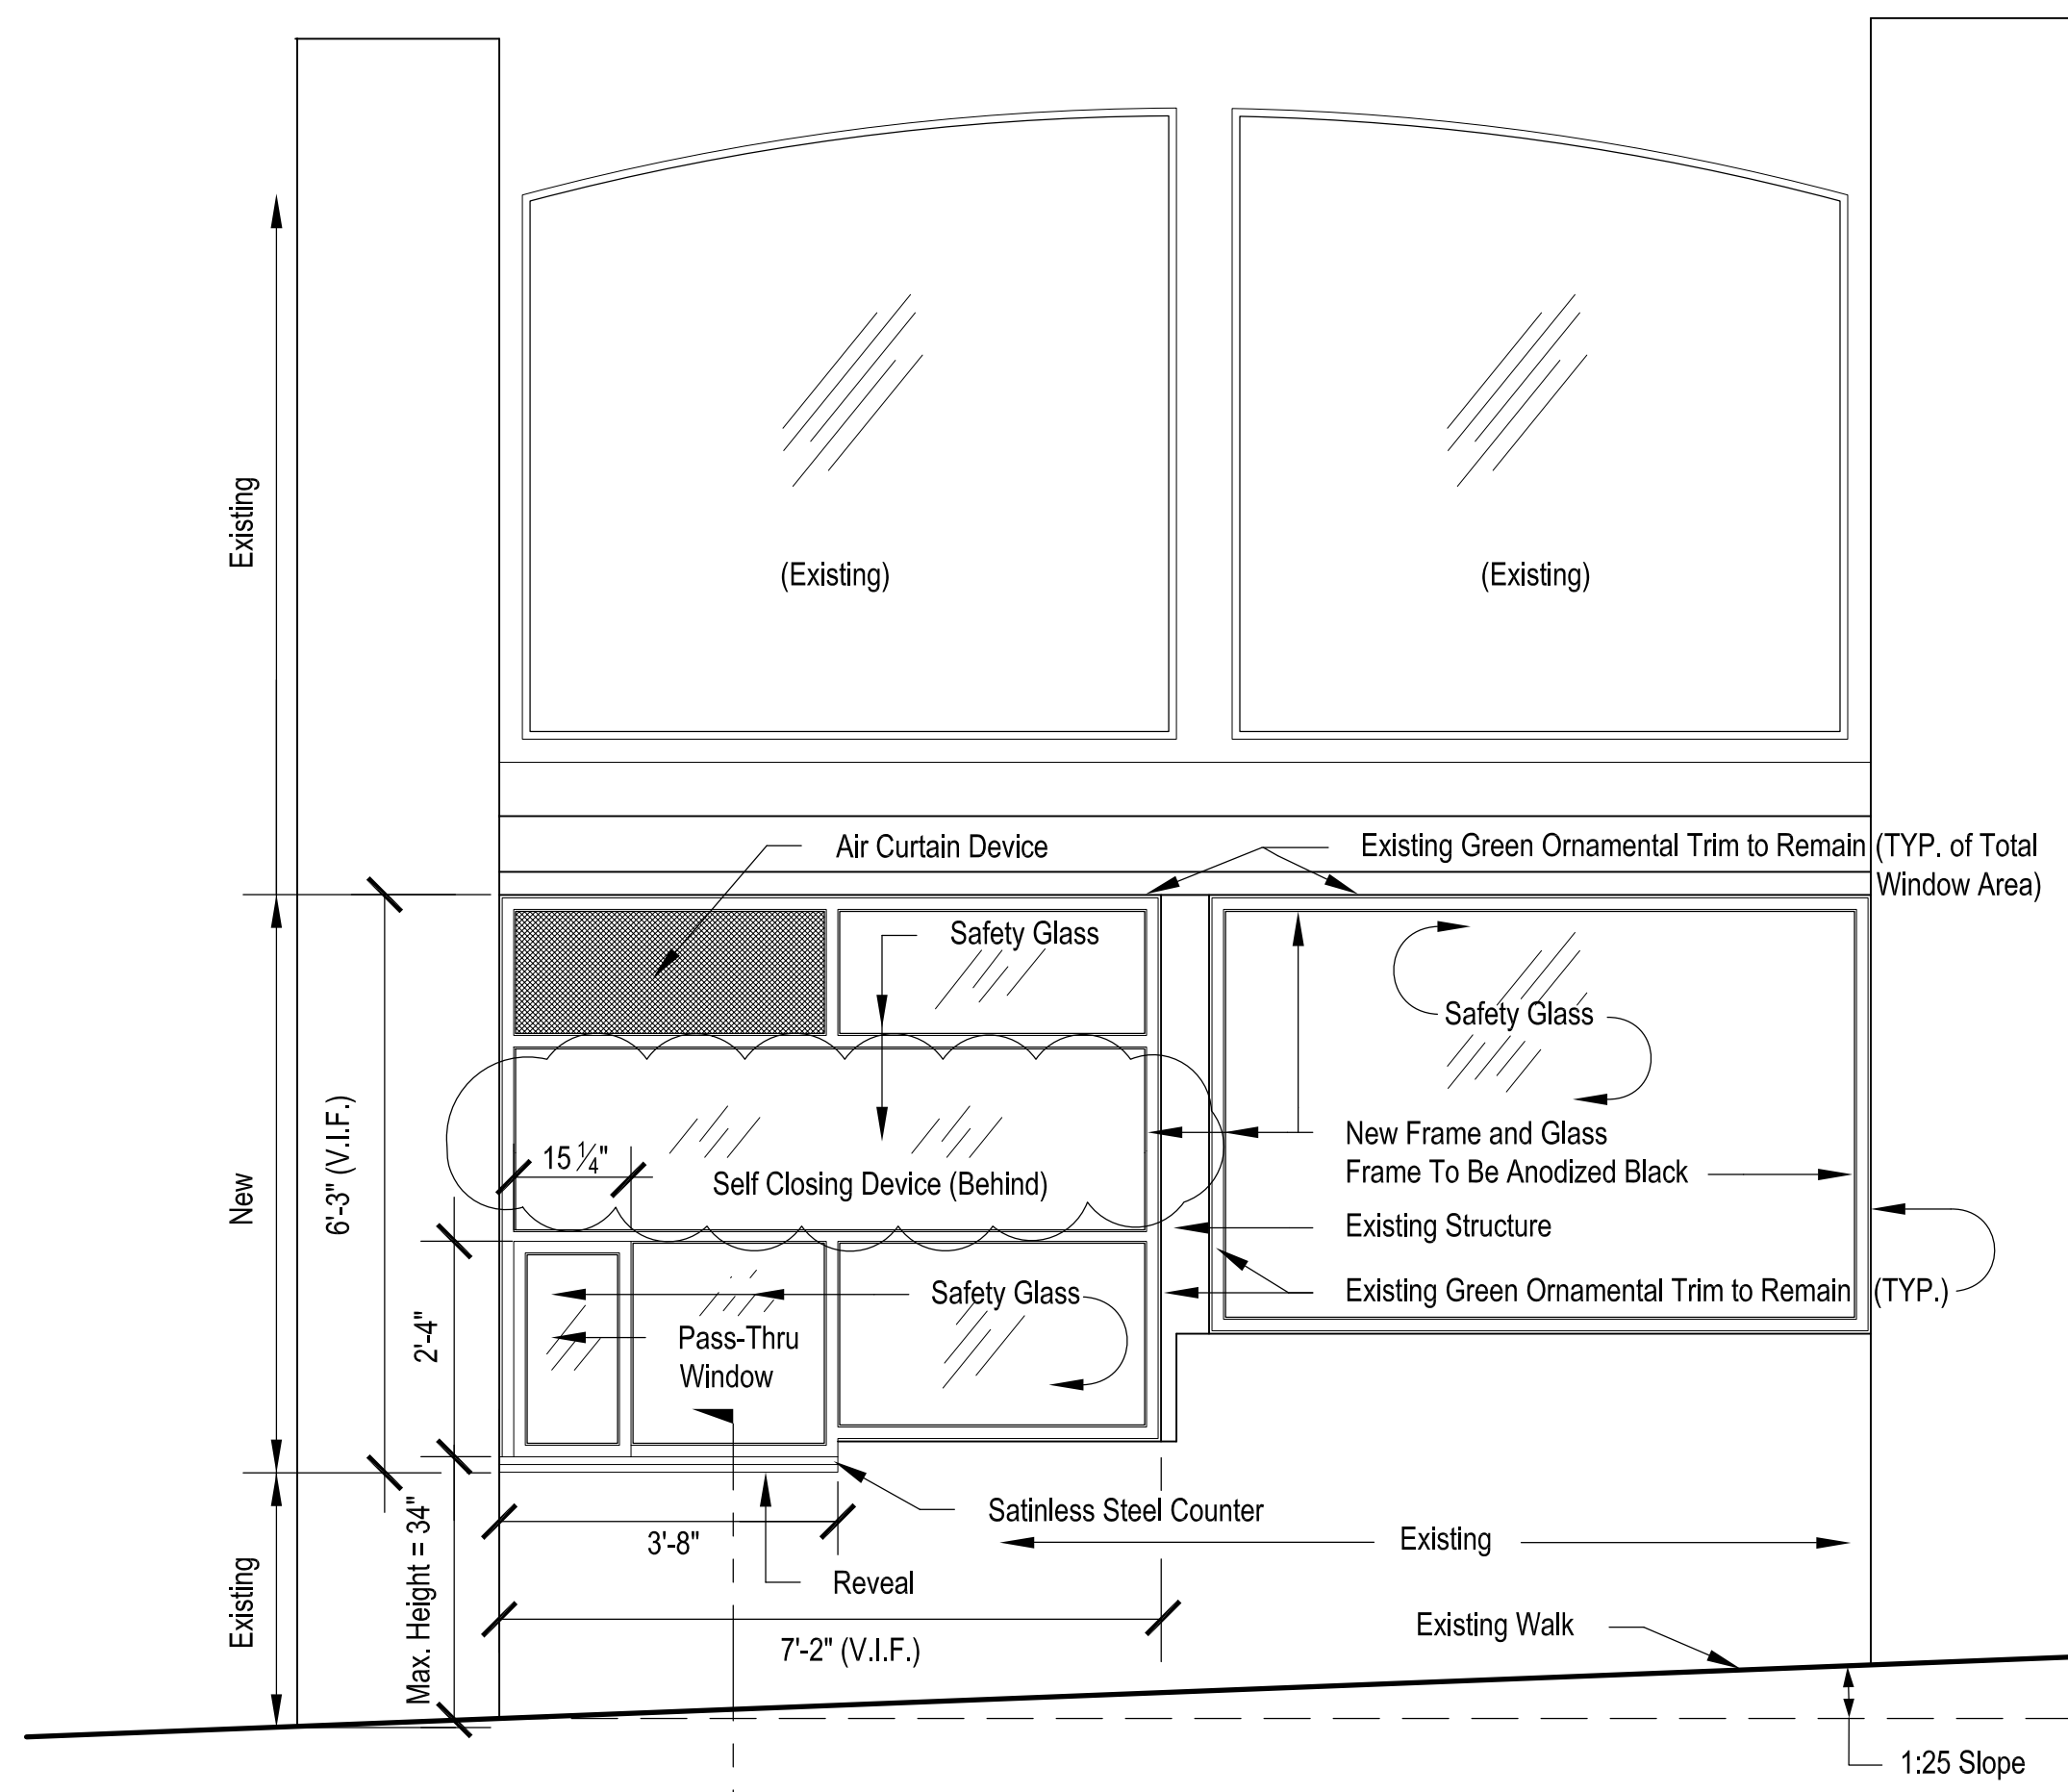 Existing
(Existing)
(Existing)
Air Curtain Device
Existing Green Ornamental Trim to Remain (TYP. of Total
Window Area)
Safety Glass
Safety Glass
New
6'-3" (V.I.F.)
15 1/4"
Self Closing Device (Behind)
New Frame and Glass
Frame To Be Anodized Black
Existing Structure
Existing Green Ornamental Trim to Remain (TYP.)
2'-4"
Safety Glass
Pass-Thru
Window
Satinless Steel Counter
3'-8"
Existing
Reveal
Existing
Max. Height = 34"
7'-2" (V.I.F.)
Existing Walk
1:25 Slope